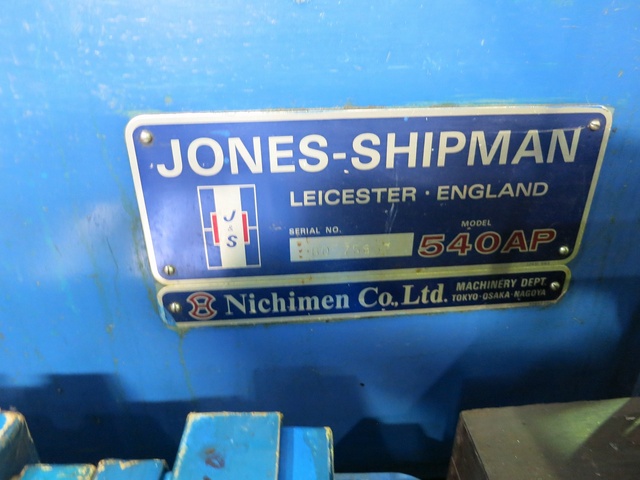 JONES-SHIPMAN
LEICESTER · ENGLAND
J & S
SERIAL NO.
MODEL
540AP
Nichimen Co., Ltd.
MACHINERY DEPT.
TOKYO·OSAKA·NAGOYA